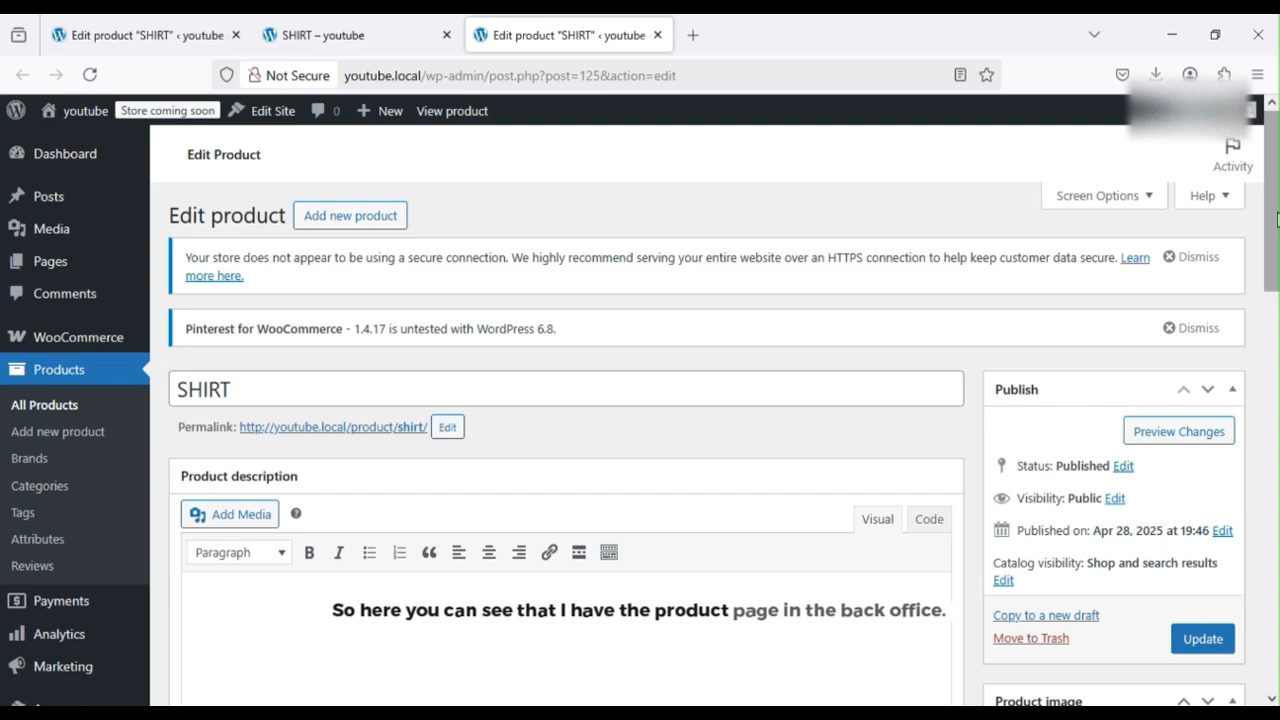 Edit product "SHIRT" ‹ youtube
SHIRT – youtube
Edit product "SHIRT" ‹ youtube
Not Secure
youtube.local/wp-admin/post.php?post=125&action=edit
youtube
Store coming soon
Edit Site
0
New
View product
Dashboard
Posts
Media
Pages
Comments
WooCommerce
Products
All Products
Add new product
Brands
Categories
Tags
Attributes
Reviews
Payments
Analytics
Marketing
Edit Product
Activity
Screen Options
Help
Edit product
Add new product
Your store does not appear to be using a secure connection. We highly recommend serving your entire website over an HTTPS connection to help keep customer data secure. Learn
more here.
Dismiss
Pinterest for WooCommerce - 1.4.17 is untested with WordPress 6.8.
Dismiss
SHIRT
Permalink: http://youtube.local/product/shirt/
Edit
Product description
Add Media
Visual
Code
Paragraph
So here you can see that I have the product page in the back office.
Publish
Preview Changes
Status: Published Edit
Visibility: Public Edit
Published on: Apr 28, 2025 at 19:46 Edit
Catalog visibility: Shop and search results
Edit
Copy to a new draft
Move to Trash
Update
Product image